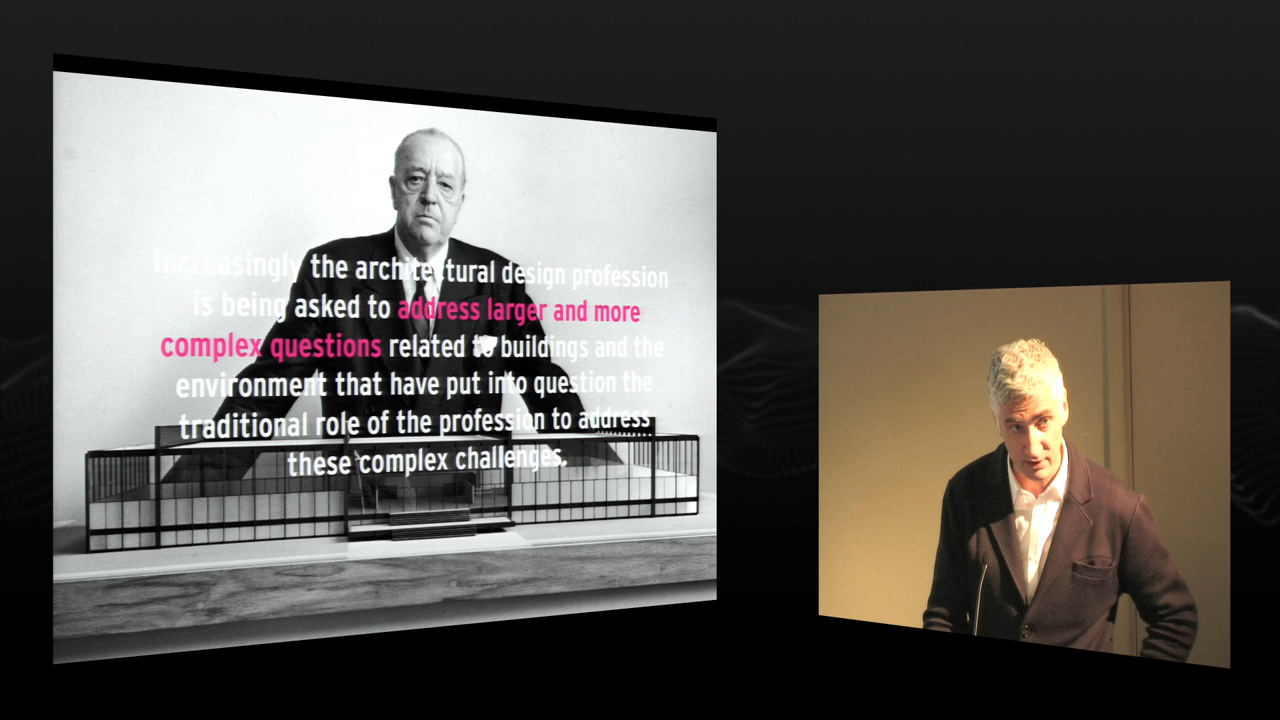 Increasingly the architectural design profession
is being asked to address larger and more
complex questions related to buildings and the
environment that have put into question the
traditional role of the profession to address
these complex challenges.